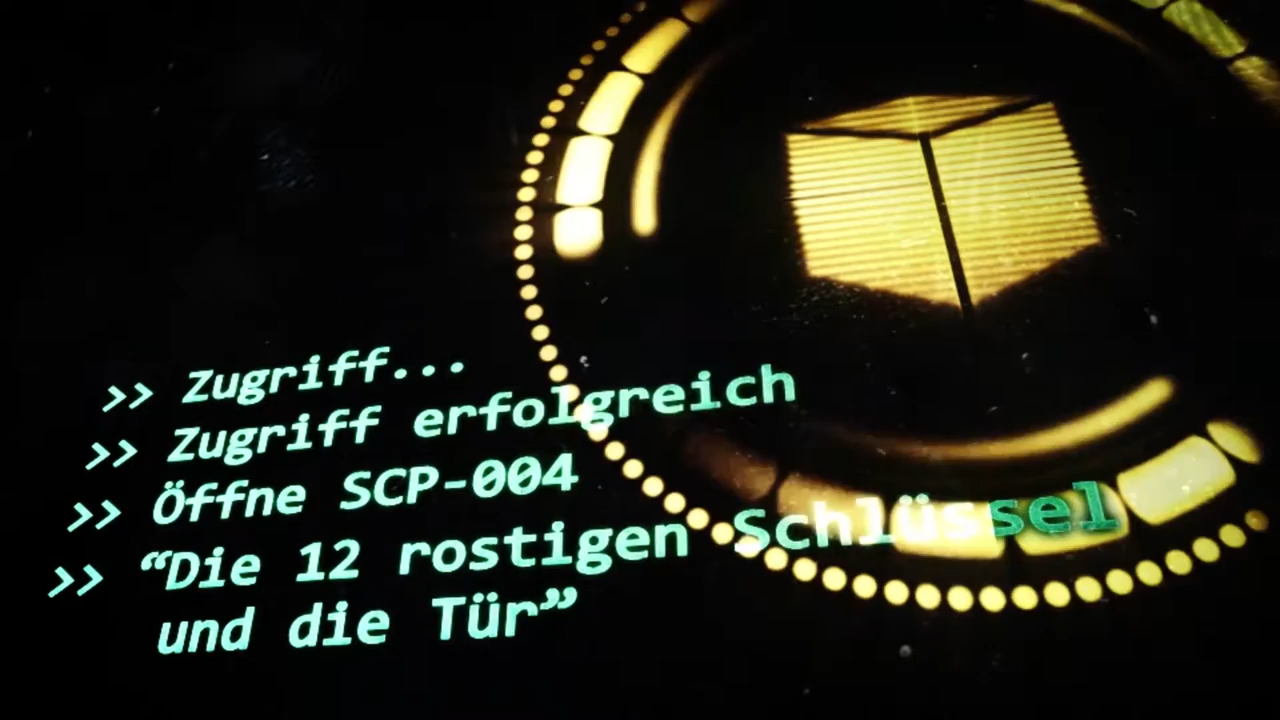 >> Zugriff...
>> Zugriff erfolgreich
>> Öffne SCP-004
>> “Die 12 rostigen Schlüssel
und die Tür”